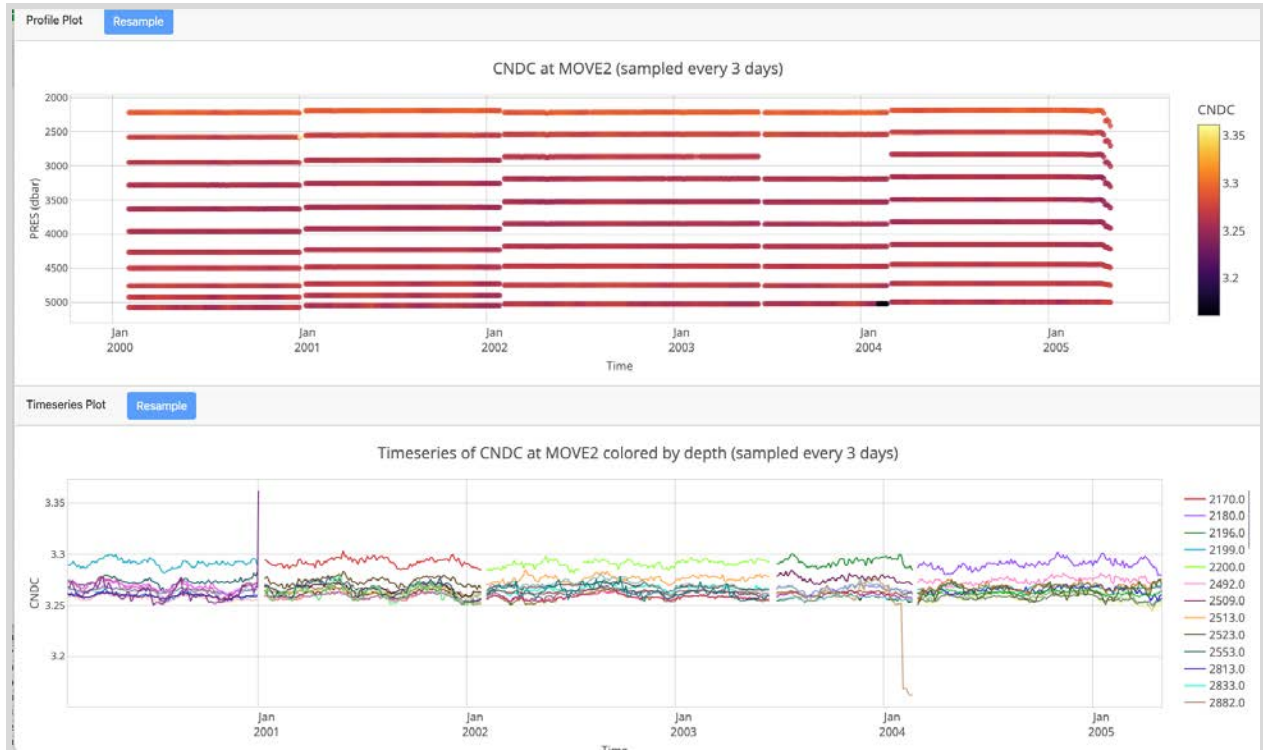 Profile Plot Resample
CNDC at MOVE2 (sampled every 3 days)
CNDC
2000
2500
3000
3500
4000
4500
5000
PRES (dbar)
3.35
3.3
3.25
3.2
Jan Jan Jan Jan Jan Jan
2000 2001 2002 2003 2004 2005
Time
Timeseries Plot Resample
Timeseries of CNDC at MOVE2 colored by depth (sampled every 3 days)
3.35
3.3
3.25
3.2
CNDC
2170.0
2180.0
2196.0
2199.0
2200.0
2492.0
2509.0
2513.0
2523.0
2553.0
2813.0
2833.0
2882.0
Jan Jan Jan Jan Jan
2001 2002 2003 2004 2005
Time